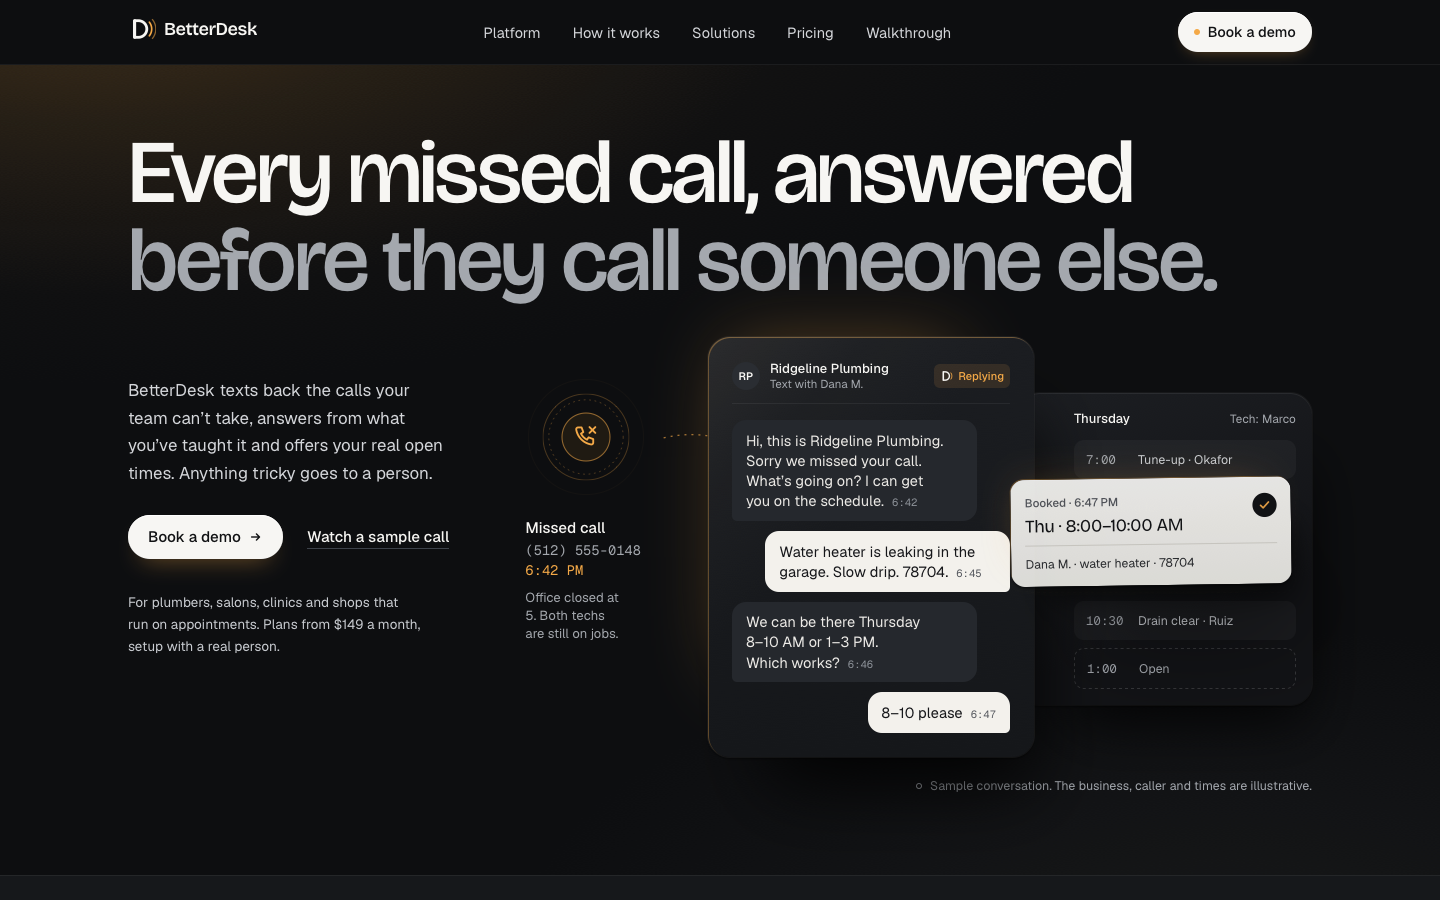 BetterDesk
Platform
How it works
Solutions
Pricing
Walkthrough
Book a demo
Every missed call, answered
before they call someone else.
BetterDesk texts back the calls your
team can’t take, answers from what
you’ve taught it and offers your real open
times. Anything tricky goes to a person.
Book a demo →
Watch a sample call
For plumbers, salons, clinics and shops that
run on appointments. Plans from $149 a month,
setup with a real person.
Missed call
(512) 555-0148
6:42 PM
Office closed at
5. Both techs
are still on jobs.
RP
Ridgeline Plumbing
Text with Dana M.
Replying
Hi, this is Ridgeline Plumbing.
Sorry we missed your call.
What’s going on? I can get
you on the schedule. 6:42
Water heater is leaking in the
garage. Slow drip. 78704. 6:45
We can be there Thursday
8–10 AM or 1–3 PM.
Which works? 6:46
8–10 please 6:47
Thursday
Tech: Marco
7:00 Tune-up · Okafor
Booked · 6:47 PM
Thu · 8:00–10:00 AM
Dana M. · water heater · 78704
10:30 Drain clear · Ruiz
1:00 Open
Sample conversation. The business, caller and times are illustrative.